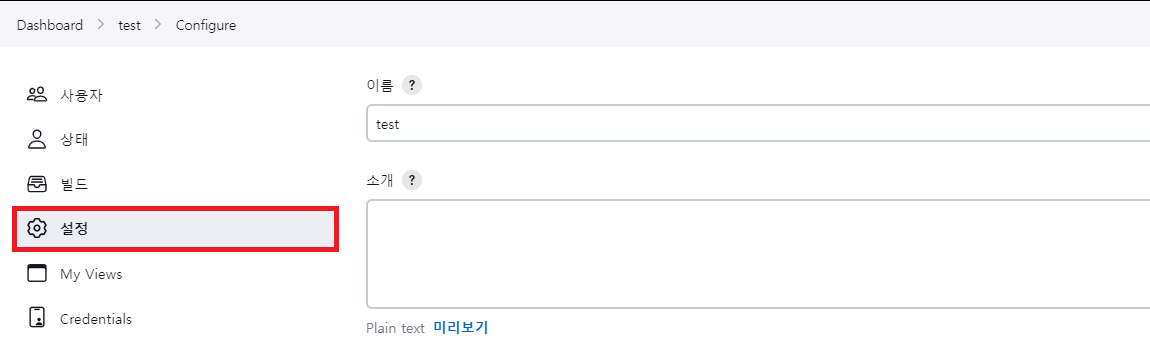 Dashboard > test > Configure
사용자
상태
빌드
설정
My Views
Credentials
이름 ?
test
소개 ?
Plain text 미리보기